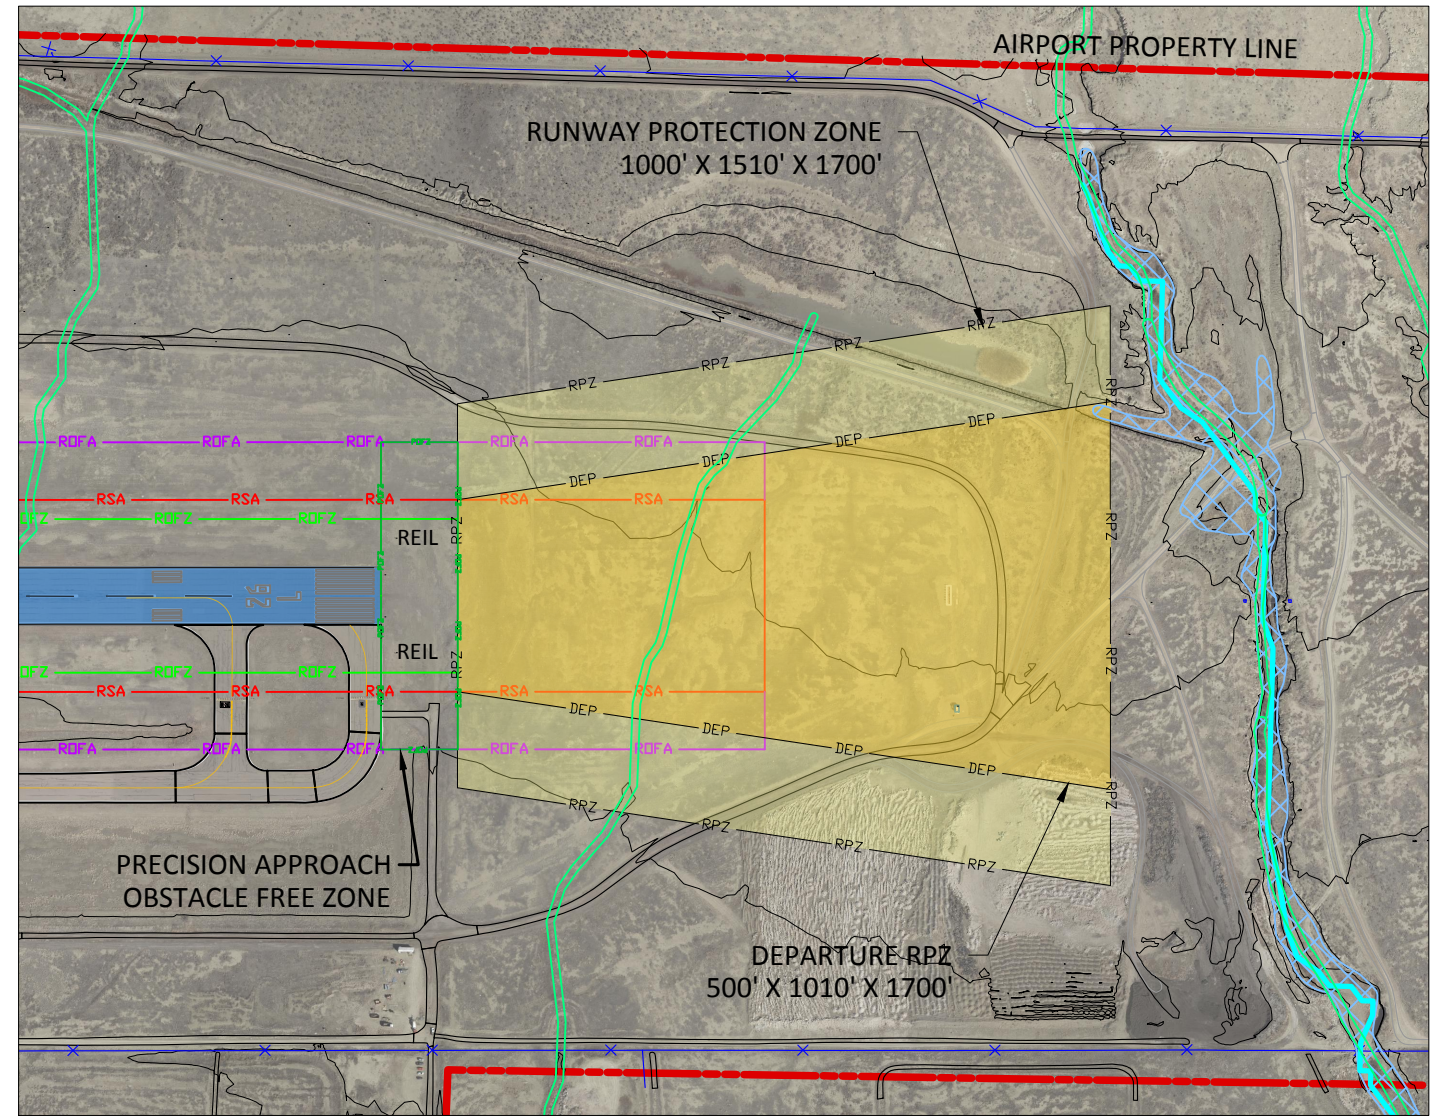 AIRPORT PROPERTY LINE
RUNWAY PROTECTION ZONE
1000' X 1510' X 1700'
RPZ
RPZ
RPZ
RPZ
RPZ
DEP
DEP
DEP
ROFA
ROFA
ROFA
ROFA
ROFA
RSA
RSA
RSA
RSA
RSA
ROFZ
ROFZ
ROFZ
RPZ
RPZ
REIL
26
L
REIL
RPZ
RPZ
ROFZ
ROFZ
ROFZ
RSA
RSA
RSA
RSA
RSA
DEP
DEP
DEP
ROFA
ROFA
ROFA
ROFA
ROFA
RPZ
RPZ
RPZ
RPZ
RPZ
PRECISION APPROACH
OBSTACLE FREE ZONE
DEPARTURE RPZ
500' X 1010' X 1700'